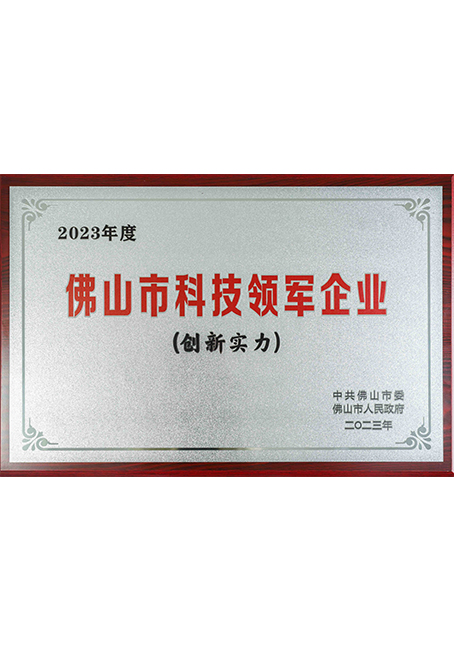 2023年度
佛山市科技领军企业
(创新实力)
中共佛山市委
佛山市人民政府
二〇二三年